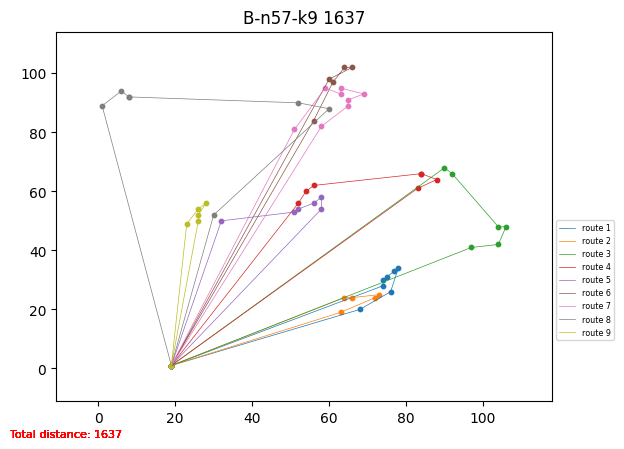 B-n57-k9 1637
100
80
60
40
20
0
0 20 40 60 80 100
route 1
route 2
route 3
route 4
route 5
route 6
route 7
route 8
route 9
Total distance: 1637